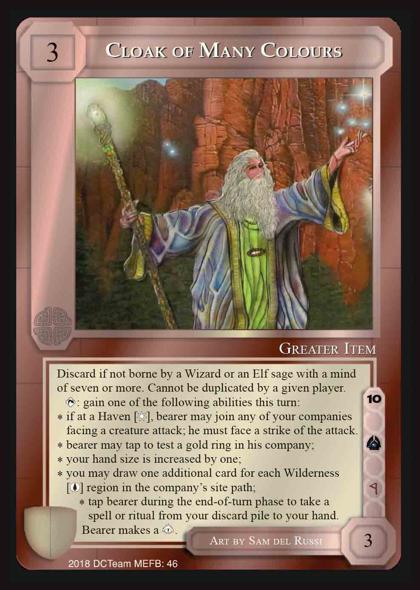 3
CLOAK OF MANY COLOURS
GREATER ITEM
Discard if not borne by a Wizard or an Elf sage with a mind
of seven or more. Cannot be duplicated by a given player.
: gain one of the following abilities this turn:
* if at a Haven [ ], bearer may join any of your companies
facing a creature attack; he must face a strike of the attack.
* bearer may tap to test a gold ring in his company;
* your hand size is increased by one;
* you may draw one additional card for each Wilderness
[ ] region in the company's site path;
* tap bearer during the end-of-turn phase to take a
spell or ritual from your discard pile to your hand.
Bearer makes a .
10
ART BY SAM DEL RUSSI
3
2018 DCTeam MEFB: 46